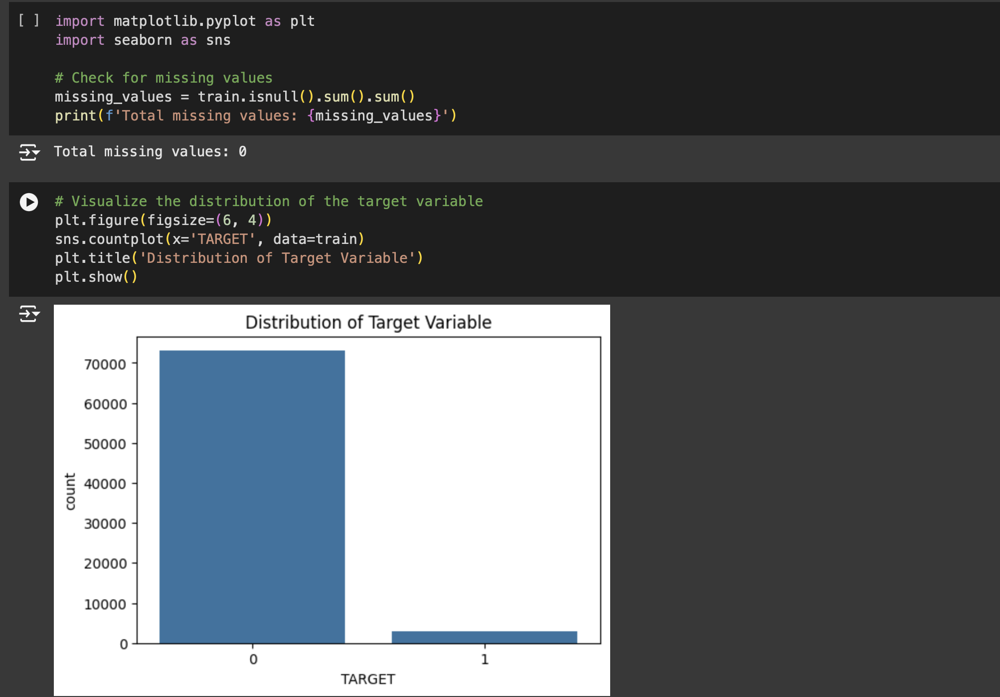 [ ] import matplotlib.pyplot as plt
import seaborn as sns
# Check for missing values
missing_values = train.isnull().sum().sum()
print(f'Total missing values: {missing_values}')
Total missing values: 0
# Visualize the distribution of the target variable
plt.figure(figsize=(6, 4))
sns.countplot(x='TARGET', data=train)
plt.title('Distribution of Target Variable')
plt.show()
Distribution of Target Variable
70000
60000
50000
40000
30000
20000
10000
0
count
0 1
TARGET